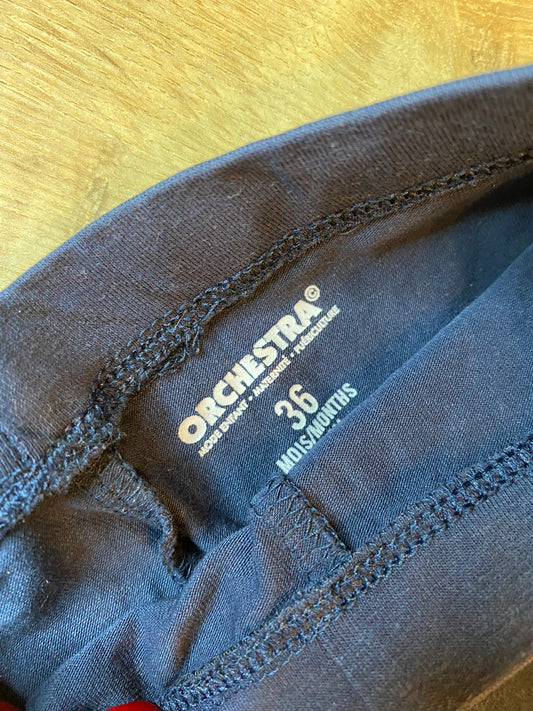 ORCHESTRA©
MODE ENFANT • MATERNITÉ • PUÉRICULTURE
36
MOIS/MONTHS